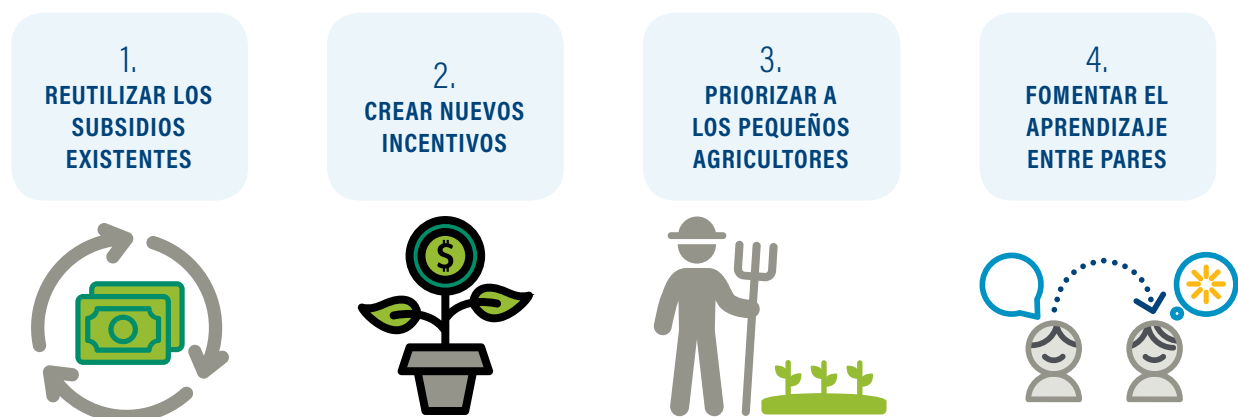 1.
REUTILIZAR LOS
SUBSIDIOS
EXISTENTES
2.
CREAR NUEVOS
INCENTIVOS
3.
PRIORIZAR A
LOS PEQUEÑOS
AGRICULTORES
4.
FOMENTAR EL
APRENDIZAJE
ENTRE PARES
$